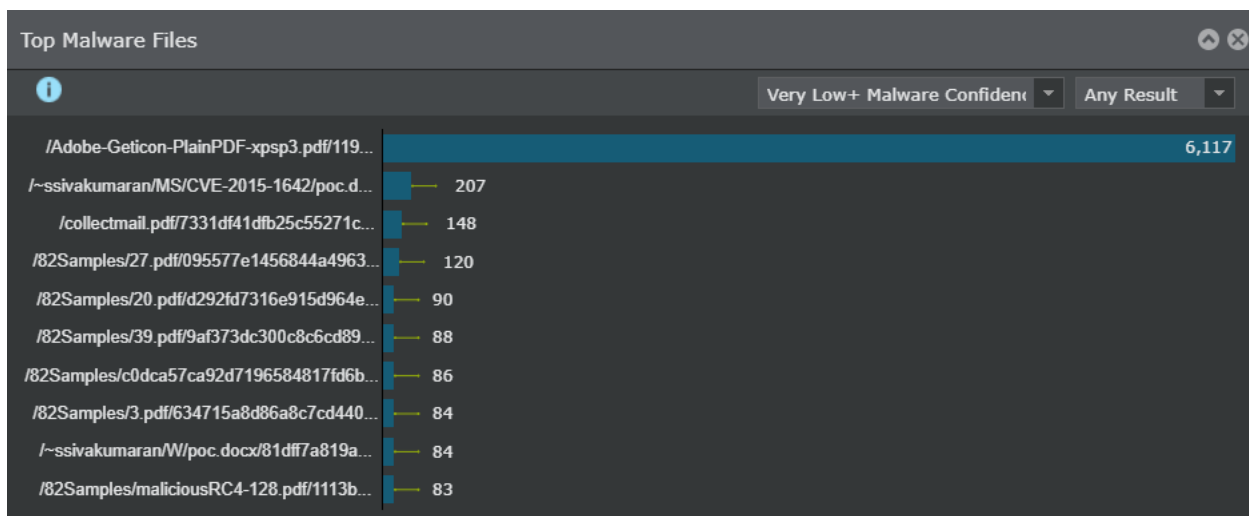 Top Malware Files
i
Very Low+ Malware Confiden Any Result
/Adobe-Geticon-PlainPDF-xpsp3.pdf/119... 6,117
/~ssivakumaran/MS/CVE-2015-1642/poc.d... 207
/collectmail.pdf/7331df41dfb25c55271c... 148
/82Samples/27.pdf/095577e1456844a4963... 120
/82Samples/20.pdf/d292fd7316e915d964e... 90
/82Samples/39.pdf/9af373dc300c8c6cd89... 88
/82Samples/c0dca57ca92d7196584817fd6b... 86
/82Samples/3.pdf/634715a8d86a8c7cd440... 84
/~ssivakumaran/W/poc.docx/81dff7a819a... 84
/82Samples/maliciousRC4-128.pdf/1113b... 83